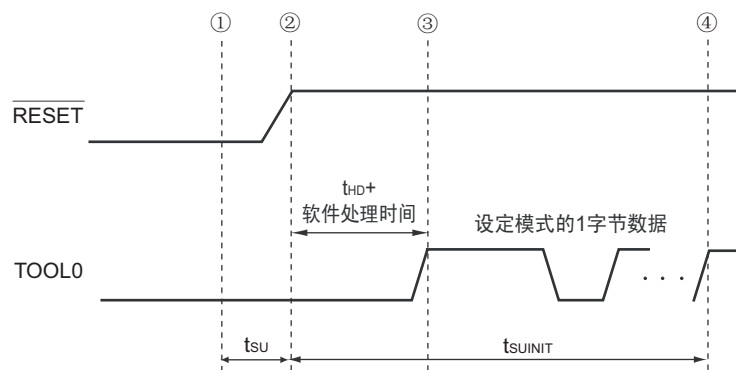 ① ② ③ ④
RESET
tHD+
软件处理时间
设定模式的1字节数据
TOOL0
. . .
tSU
tSUINIT